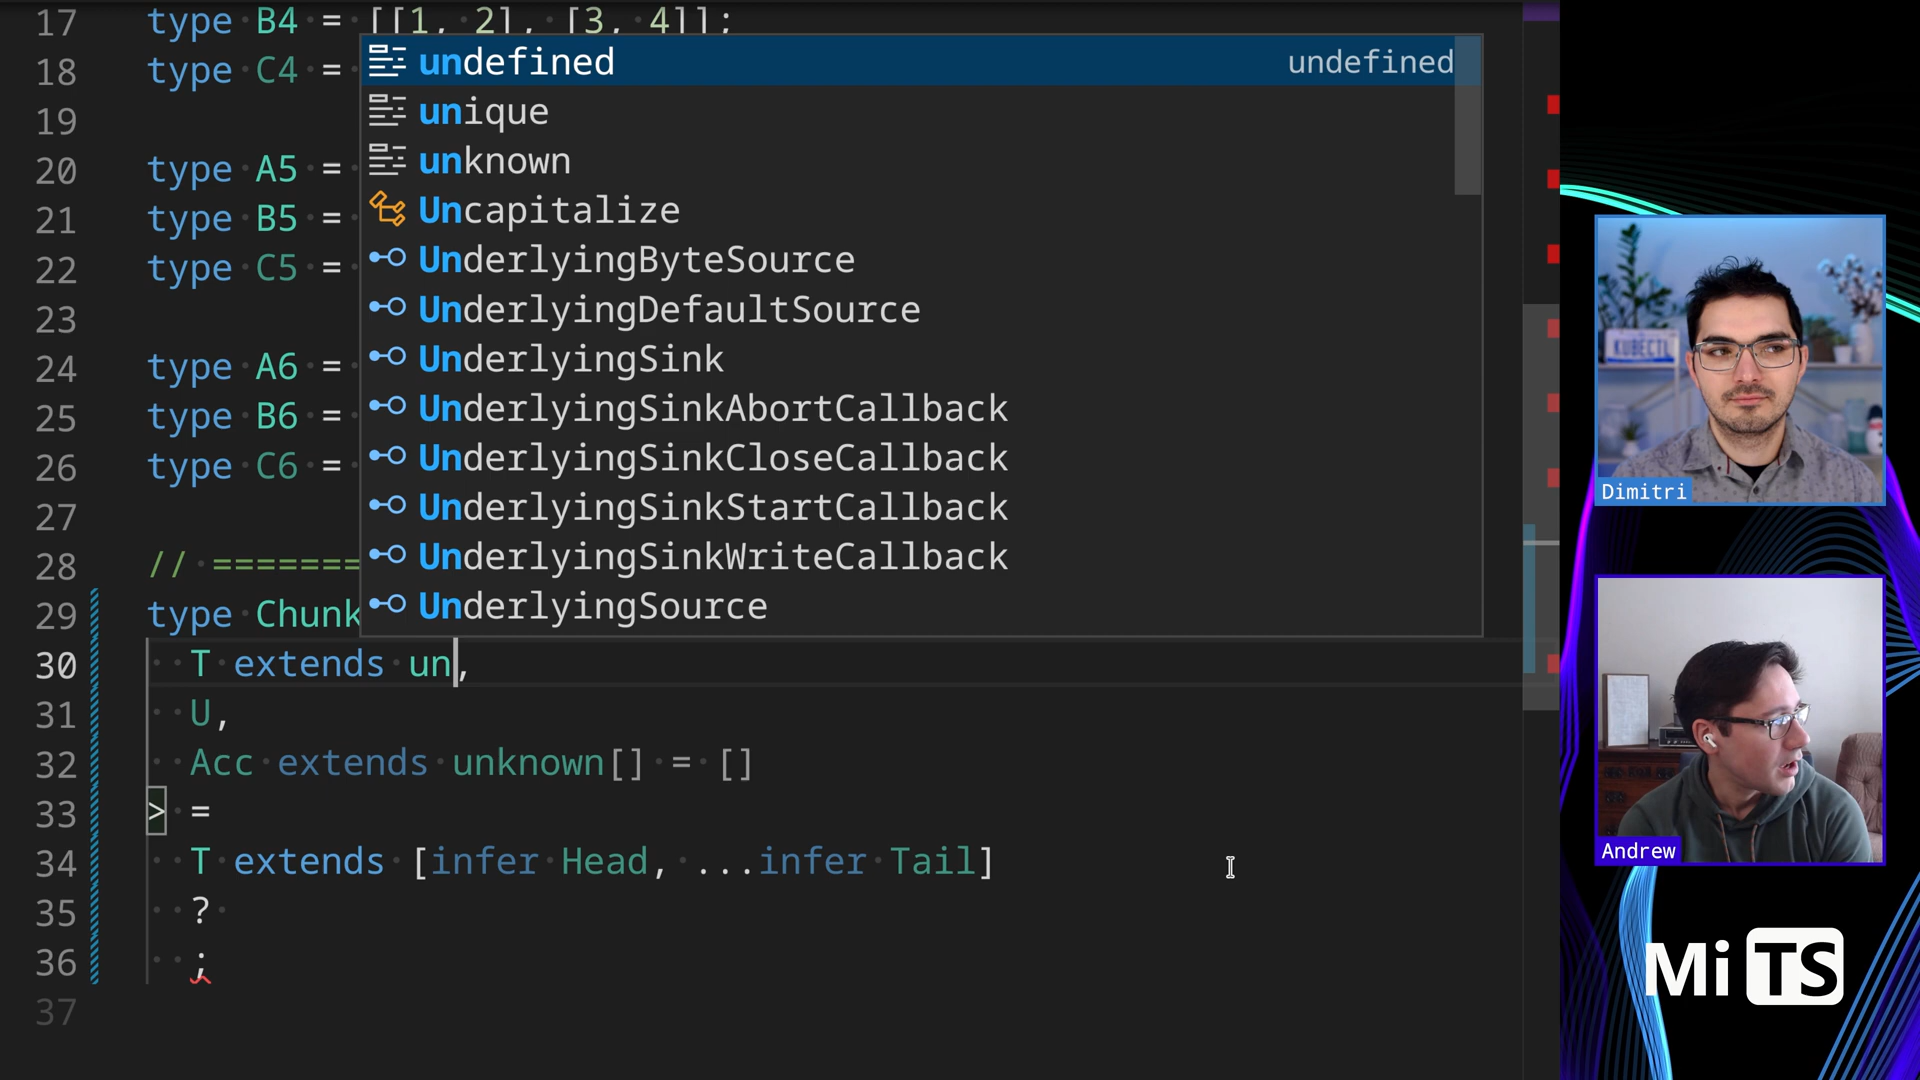 17 type B4 = [[1, 2], [3, 4]];
undefined undefined
18 type C4 =
unique
19
unknown
20 type A5 =
Uncapitalize
21 type B5 =
UnderlyingByteSource
22 type C5 =
UnderlyingDefaultSource
23
UnderlyingSink
24 type A6 =
UnderlyingSinkAbortCallback
25 type B6 =
UnderlyingSinkCloseCallback
26 type C6 =
UnderlyingSinkStartCallback
27
UnderlyingSinkWriteCallback
28 // =======
UnderlyingSource
29 type Chunk
30 T extends un,
31 U,
32 Acc extends unknown[] = []
33 > =
34 T extends [infer Head, ...infer Tail]
35 ?
36 ;
37
KUBECTL
Dimitri
Andrew
Mi TS